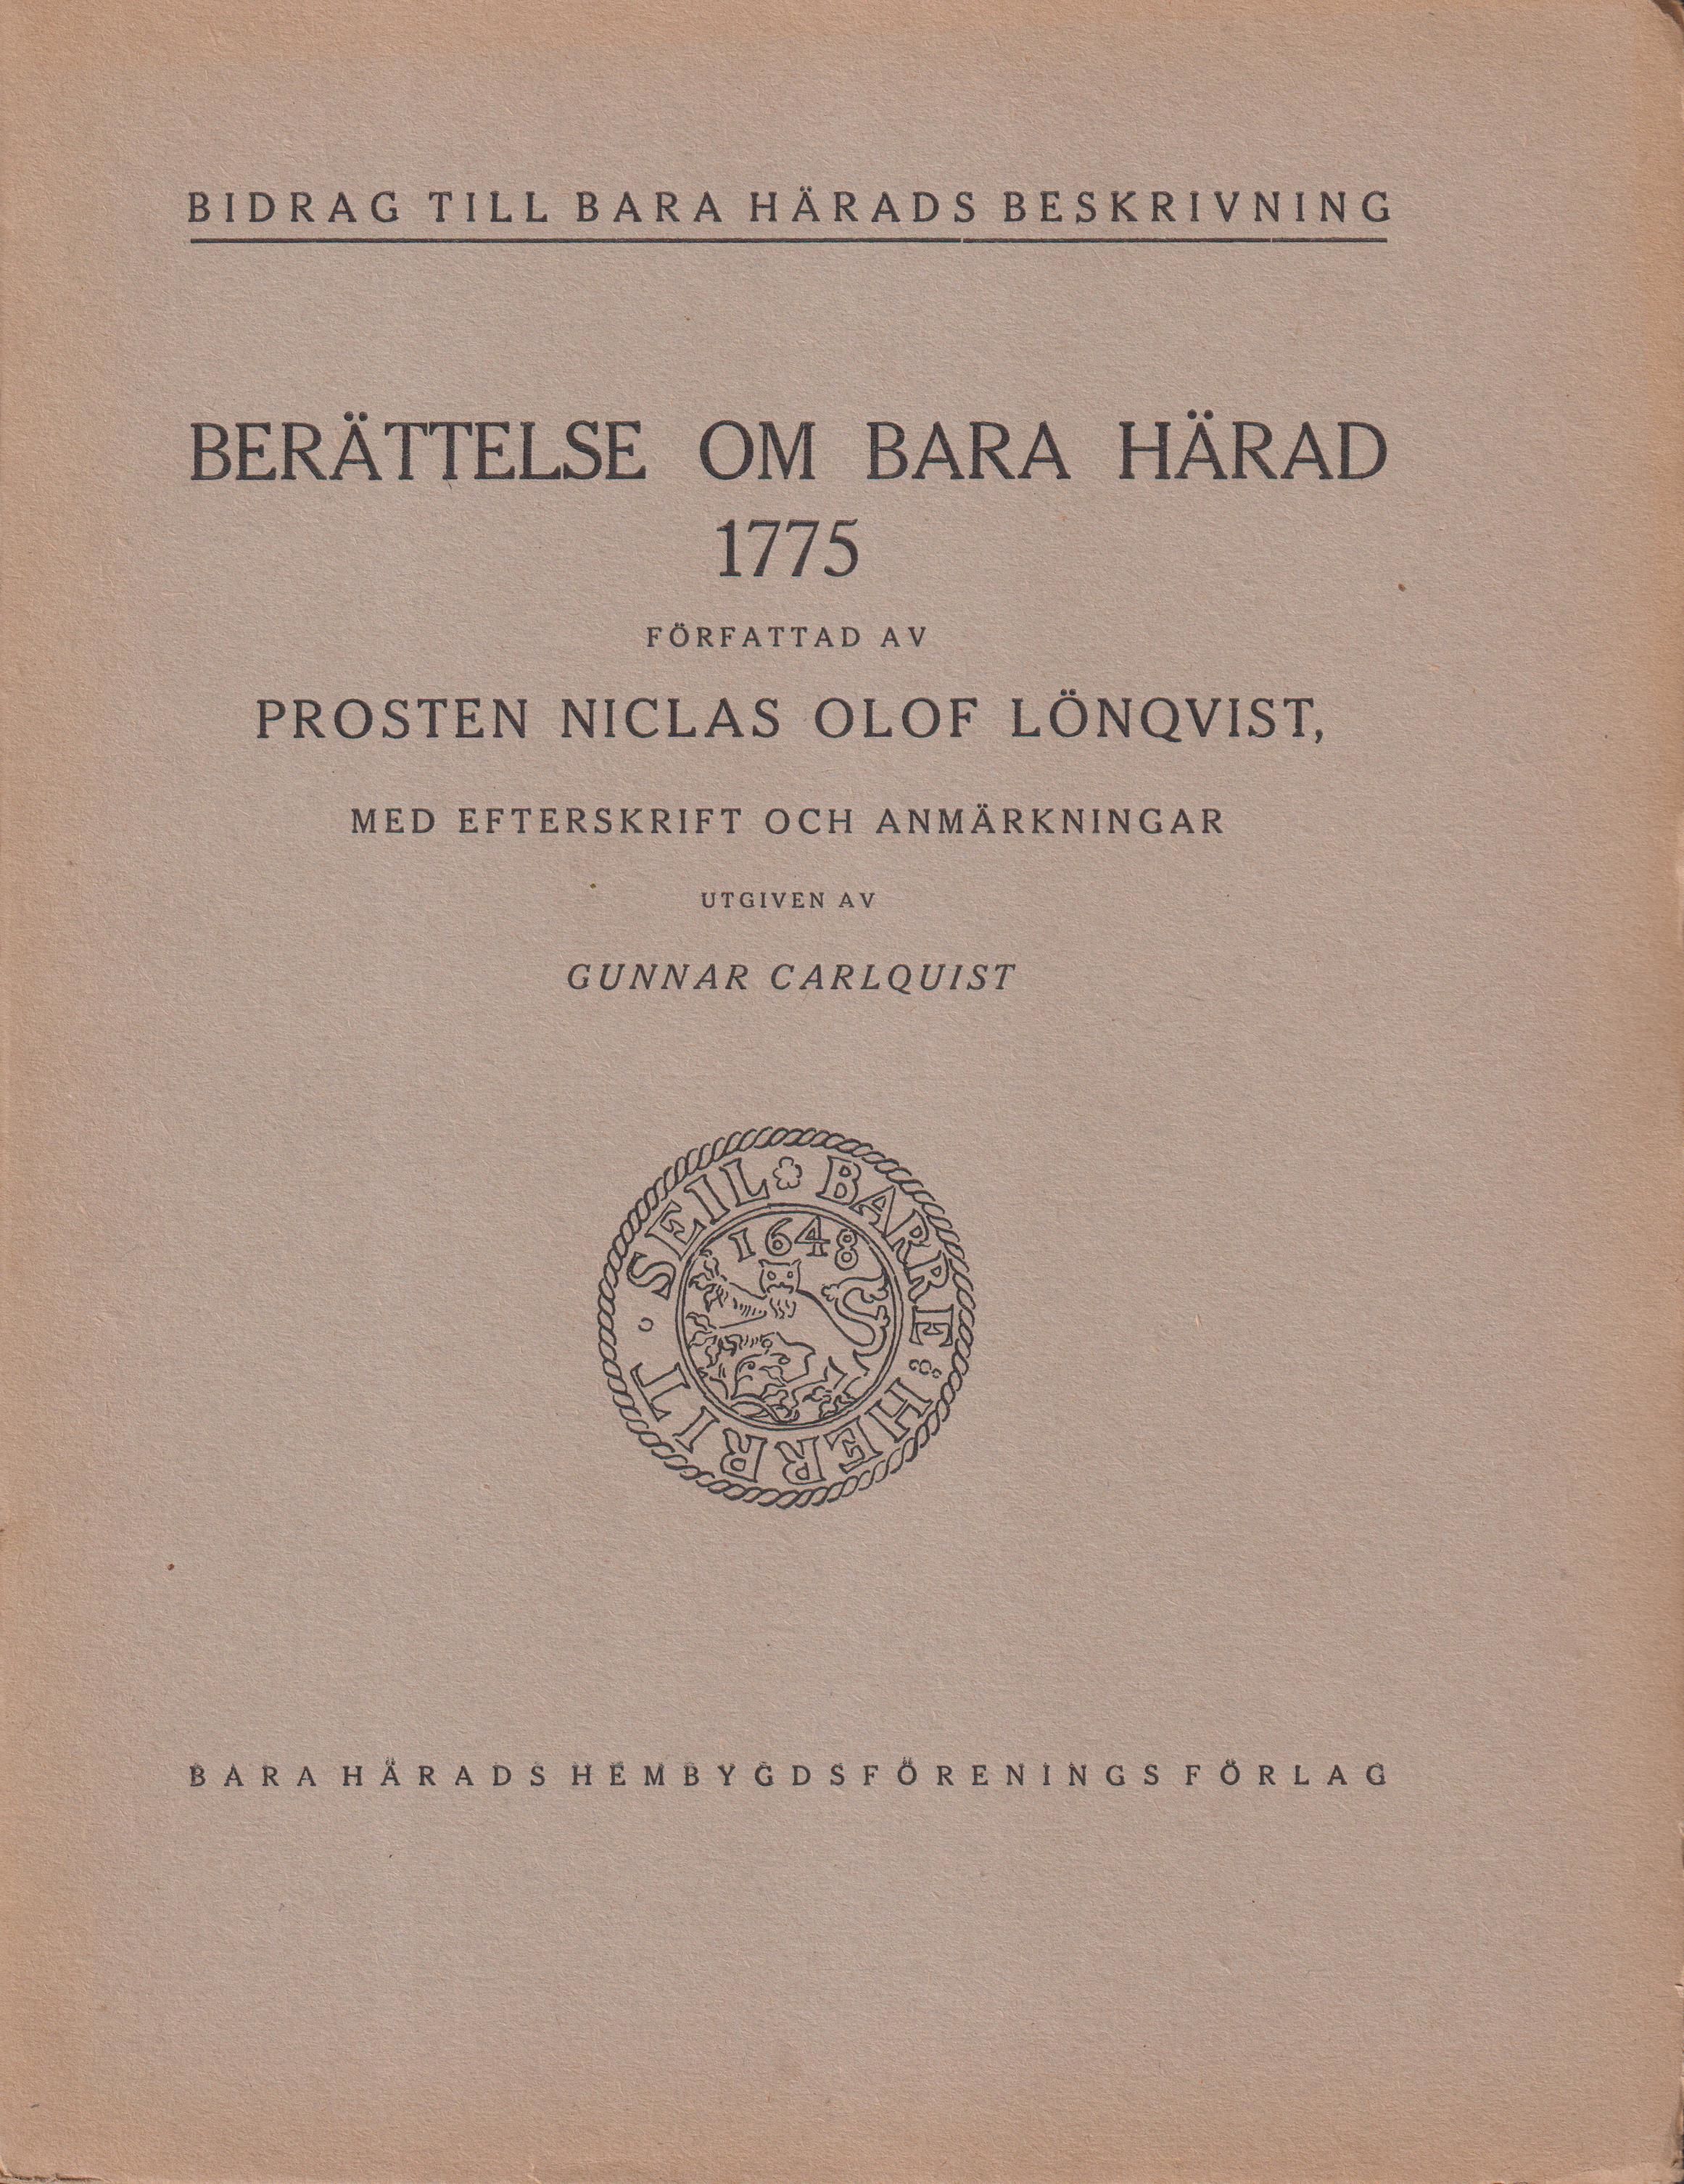 BIDRAG TILL BARA HÄRADS BESKRIVNING
BERÄTTELSE OM BARA HÄRAD
1775
FÖRFATTAD AV
PROSTEN NICLAS OLOF LÖNQVIST,
MED EFTERSKRIFT OCH ANMÄRKNINGAR
UTGIVEN AV
GUNNAR CARLQUIST
SEIL BARRE HERRIT
1648
BARA HÄRADS HEMBYGDSFÖRENINGS FÖRLAG